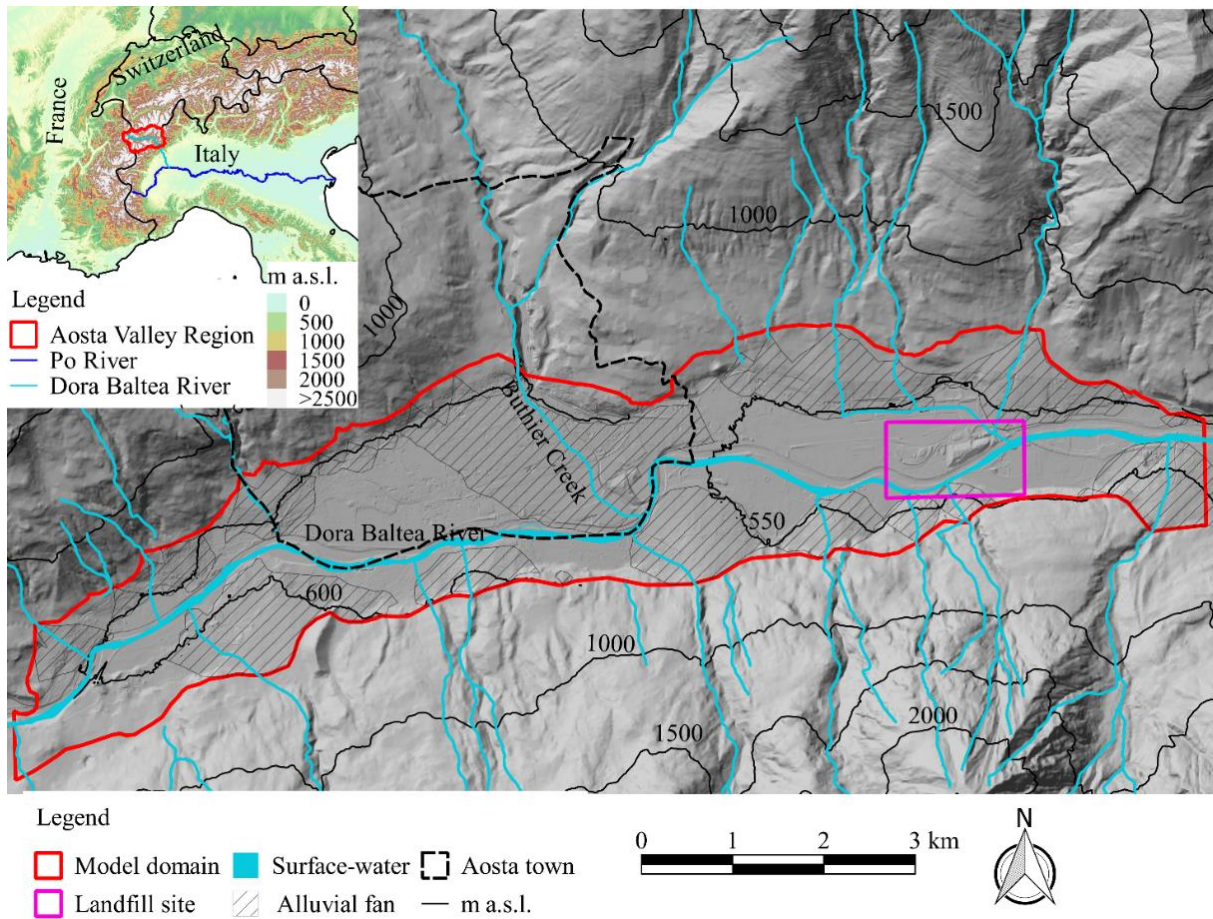 Switzerland
France
Italy
m a.s.l.
Legend
0
500
1000
1500
2000
>2500
Aosta Valley Region
Po River
Dora Baltea River
1500
1000
1000
Buthier Creek
Dora Baltea River
550
600
1000
2000
1500
Legend
Model domain
Surface-water
Aosta town
Landfill site
Alluvial fan
m a.s.l.
0 1 2 3 km
N